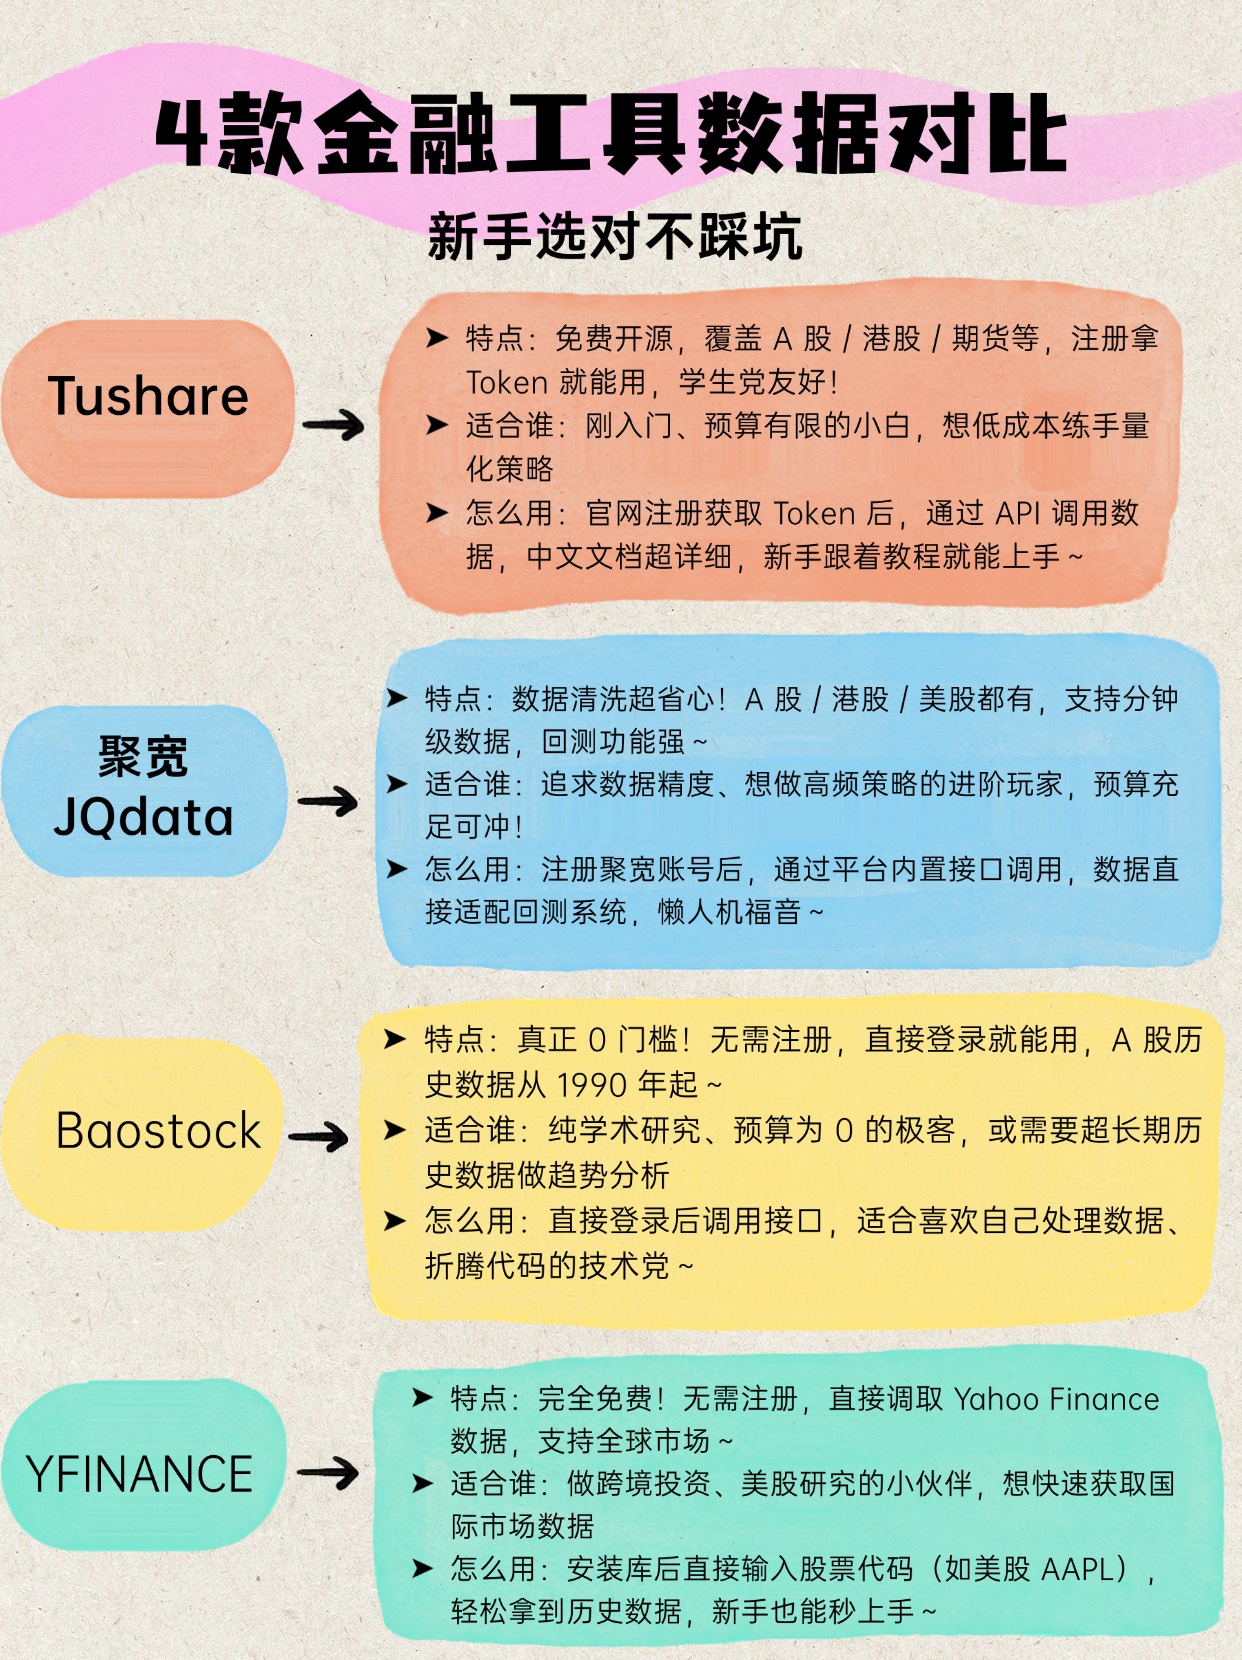 4款金融工具数据对比
新手选对不踩坑
Tushare
➤ 特点：免费开源，覆盖 A 股 / 港股 / 期货等，注册拿
Token 就能用，学生党友好！
➤ 适合谁：刚入门、预算有限的小白，想低成本练手量
化策略
➤ 怎么用：官网注册获取 Token 后，通过 API 调用数
据，中文文档超详细，新手跟着教程就能上手～
聚宽
JQdata
➤ 特点：数据清洗超省心！A 股 / 港股 / 美股都有，支持分钟
级数据，回测功能强～
➤ 适合谁：追求数据精度、想做高频策略的进阶玩家，预算充
足可冲！
➤ 怎么用：注册聚宽账号后，通过平台内置接口调用，数据直
接适配回测系统，懒人机福音～
Baostock
➤ 特点：真正 0 门槛！无需注册，直接登录就能用，A 股历
史数据从 1990 年起～
➤ 适合谁：纯学术研究、预算为 0 的极客，或需要超长期历
史数据做趋势分析
➤ 怎么用：直接登录后调用接口，适合喜欢自己处理数据、
折腾代码的技术党～
YFINANCE
➤ 特点：完全免费！无需注册，直接调取 Yahoo Finance
数据，支持全球市场～
➤ 适合谁：做跨境投资、美股研究的小伙伴，想快速获取国
际市场数据
➤ 怎么用：安装库后直接输入股票代码（如美股 AAPL），
轻松拿到历史数据，新手也能秒上手～